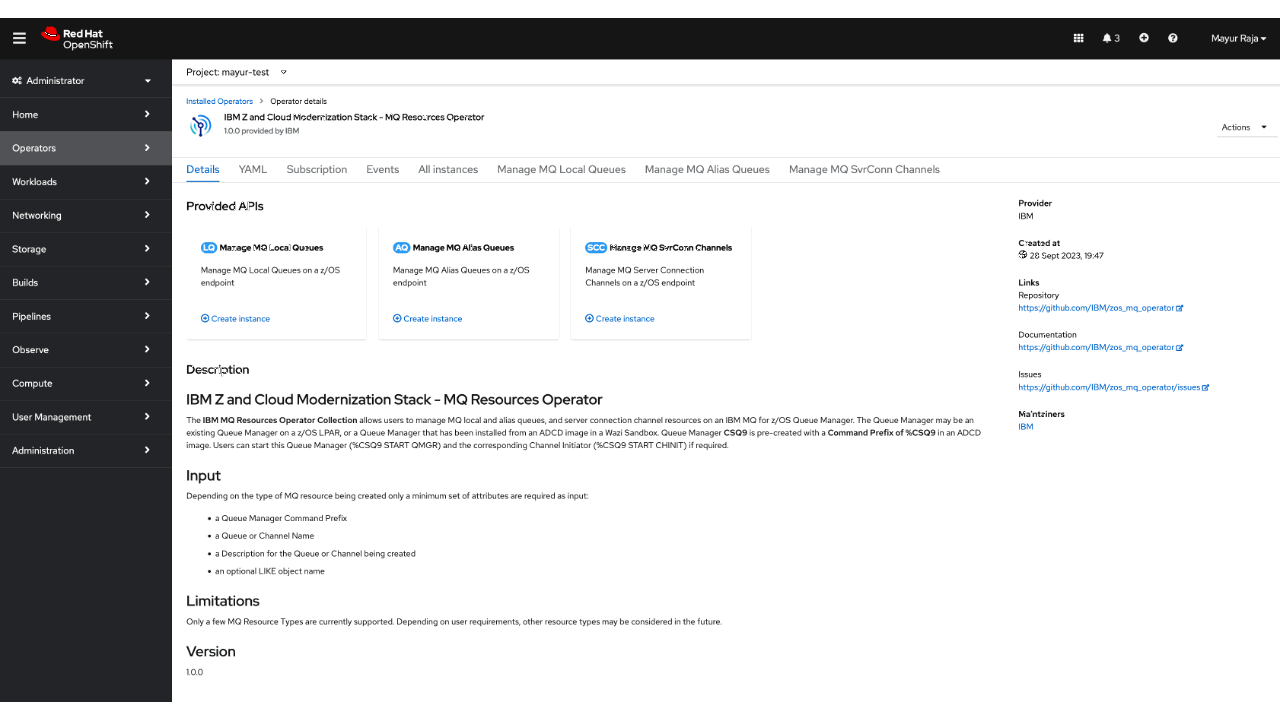 Red Hat
OpenShift
3
Mayur Raja
Administrator
Home
Operators
Workloads
Networking
Storage
Builds
Pipelines
Observe
Compute
User Management
Administration
Project: mayur-test
Installed Operators > Operator details
IBM Z and Cloud Modernization Stack - MQ Resources Operator
1.0.0 provided by IBM
Actions
Details YAML Subscription Events All instances Manage MQ Local Queues Manage MQ Alias Queues Manage MQ SvrConn Channels
Provided APIs
LQ Manage MQ Local Queues
Manage MQ Local Queues on a z/OS
endpoint
Create instance
AQ Manage MQ Alias Queues
Manage MQ Alias Queues on a z/OS
endpoint
Create instance
SCC Manage MQ SvrConn Channels
Manage MQ Server Connection
Channels on a z/OS endpoint
Create instance
Description
IBM Z and Cloud Modernization Stack - MQ Resources Operator
The IBM MQ Resources Operator Collection allows users to manage MQ local and alias queues, and server connection channel resources on an IBM MQ for z/OS Queue Manager. The Queue Manager may be an
existing Queue Manager on a z/OS LPAR, or a Queue Manager that has been installed from an ADCD image in a Wazi Sandbox. Queue Manager CSQ9 is pre-created with a Command Prefix of %CSQ9 in an ADCD
image. Users can start this Queue Manager (%CSQ9 START QMGR) and the corresponding Channel Initiator (%CSQ9 START CHINIT) if required.
Input
Depending on the type of MQ resource being created only a minimum set of attributes are required as input:
• a Queue Manager Command Prefix
• a Queue or Channel Name
• a Description for the Queue or Channel being created
• an optional LIKE object name
Limitations
Only a few MQ Resource Types are currently supported. Depending on user requirements, other resource types may be considered in the future.
Version
1.0.0
Provider
IBM
Created at
28 Sept 2023, 19:47
Links
Repository
https://github.com/IBM/zos_mq_operator
Documentation
https://github.com/IBM/zos_mq_operator
Issues
https://github.com/IBM/zos_mq_operator/issues
Maintainers
IBM